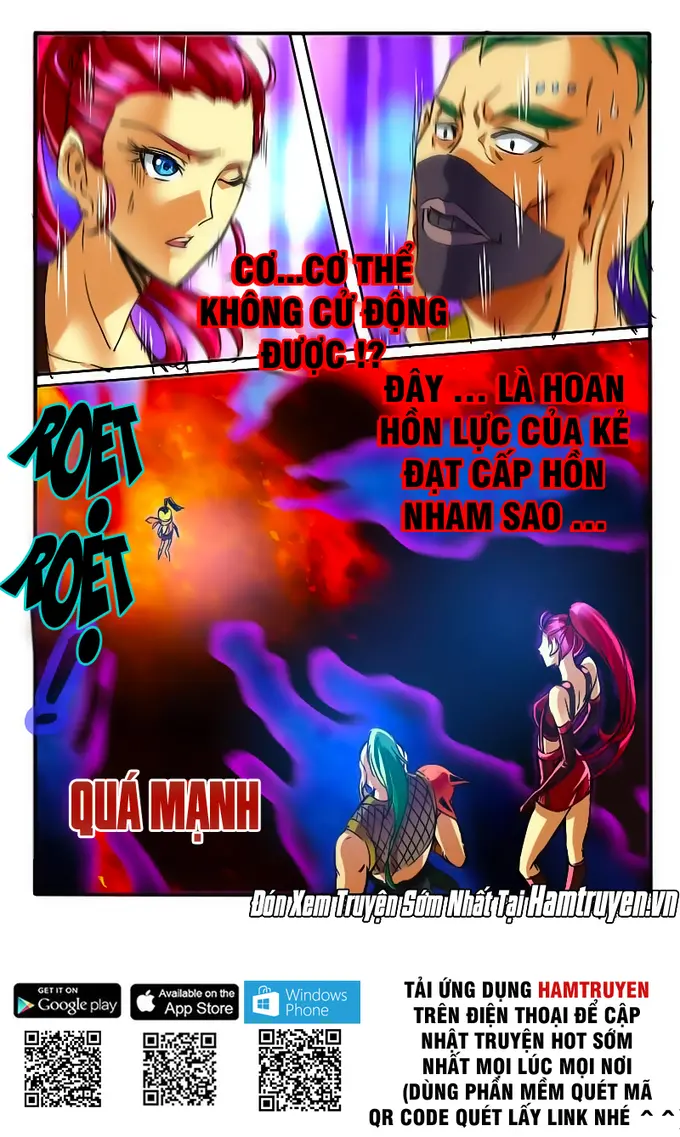 CƠ...CƠ THỂ
KHÔNG CỬ ĐỘNG
ĐƯỢC !?
ĐÂY ... LÀ HOAN
HỒN LỰC CỦA KẺ
ĐẠT CẤP HỒN
NHAM SAO ...
ROẸT
ROẸT
!
QUÁ MẠNH
Đón Xem Truyện Sớm Nhất Tại Hamtruyen.vn
GET IT ON
Google play
Available on the
App Store
Windows
Phone
TẢI ỨNG DỤNG HAMTRUYEN
TRÊN ĐIỆN THOẠI ĐỂ CẬP
NHẬT TRUYỆN HOT SỚM
NHẤT MỌI LÚC MỌI NƠI
(DÙNG PHẦN MỀM QUÉT MÃ
QR CODE QUÉT LẤY LINK NHÉ ^ ^)